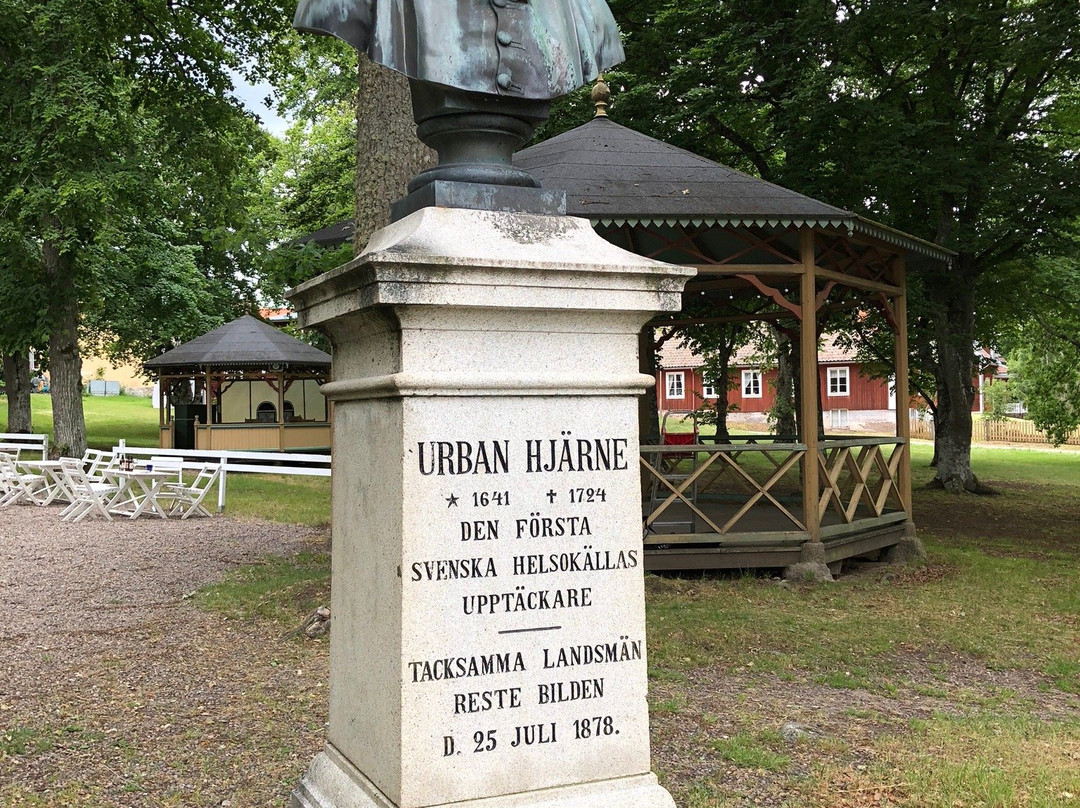 URBAN HJÄRNE
★ 1641 ✝ 1724
DEN FÖRSTA
SVENSKA HELSOKÄLLAS
UPPTÄCKARE
TACKSAMMA LANDSMÄN
RESTE BILDEN
D. 25 JULI 1878.